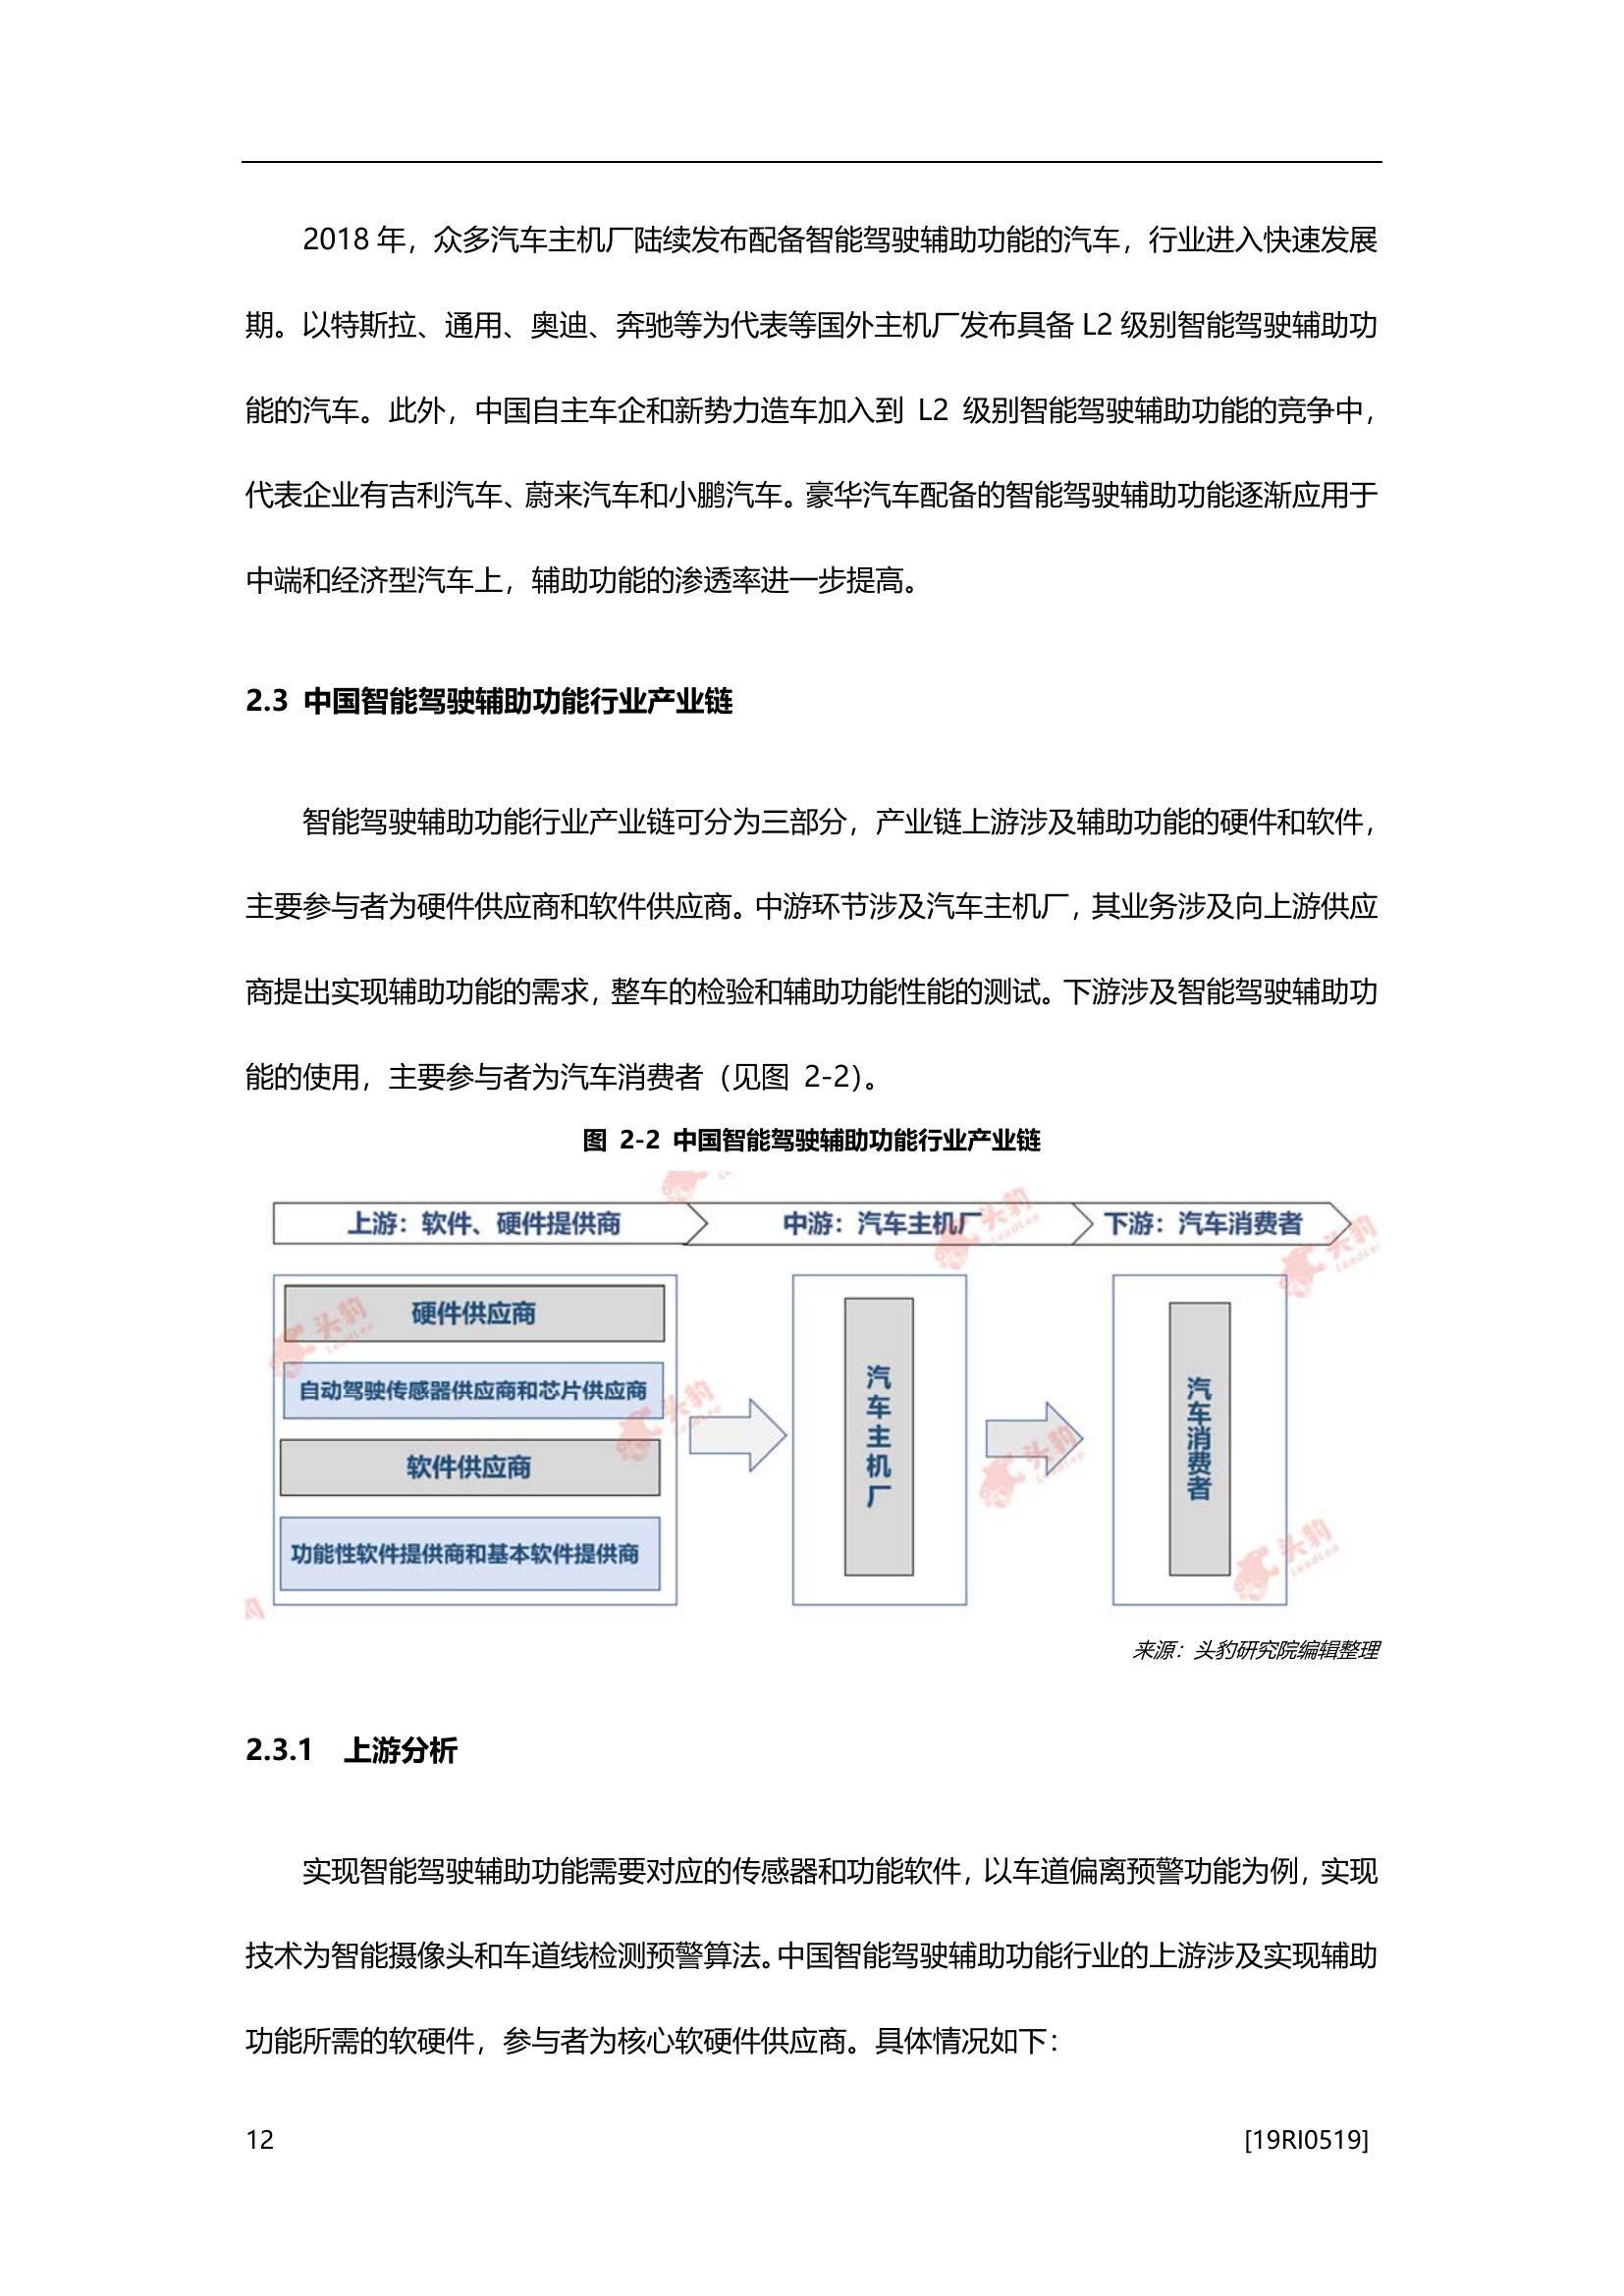 2018 年，众多汽车主机厂陆续发布配备智能驾驶辅助功能的汽车，行业进入快速发展
期。以特斯拉、通用、奥迪、奔驰等为代表等国外主机厂发布具备 L2 级别智能驾驶辅助功
能的汽车。此外，中国自主车企和新势力造车加入到 L2 级别智能驾驶辅助功能的竞争中，
代表企业有吉利汽车、蔚来汽车和小鹏汽车。豪华汽车配备的智能驾驶辅助功能逐渐应用于
中端和经济型汽车上，辅助功能的渗透率进一步提高。
2.3 中国智能驾驶辅助功能行业产业链
智能驾驶辅助功能行业产业链可分为三部分，产业链上游涉及辅助功能的硬件和软件，
主要参与者为硬件供应商和软件供应商。中游环节涉及汽车主机厂，其业务涉及向上游供应
商提出实现辅助功能的需求，整车的检验和辅助功能性能的测试。下游涉及智能驾驶辅助功
能的使用，主要参与者为汽车消费者（见图 2-2）。
图 2-2 中国智能驾驶辅助功能行业产业链
上游：软件、硬件提供商
中游：汽车主机厂
下游：汽车消费者
硬件供应商
自动驾驶传感器供应商和芯片供应商
软件供应商
功能性软件提供商和基本软件提供商
汽车主机厂
汽车消费者
头豹
LeadLeo
头豹
LeadLeo
头豹
LeadLeo
头豹
LeadLeo
头豹
LeadLeo
头豹
LeadLeo
来源：头豹研究院编辑整理
2.3.1 上游分析
实现智能驾驶辅助功能需要对应的传感器和功能软件，以车道偏离预警功能为例，实现
技术为智能摄像头和车道线检测预警算法。中国智能驾驶辅助功能行业的上游涉及实现辅助
功能所需的软硬件，参与者为核心软硬件供应商。具体情况如下：
12
[19RI0519]